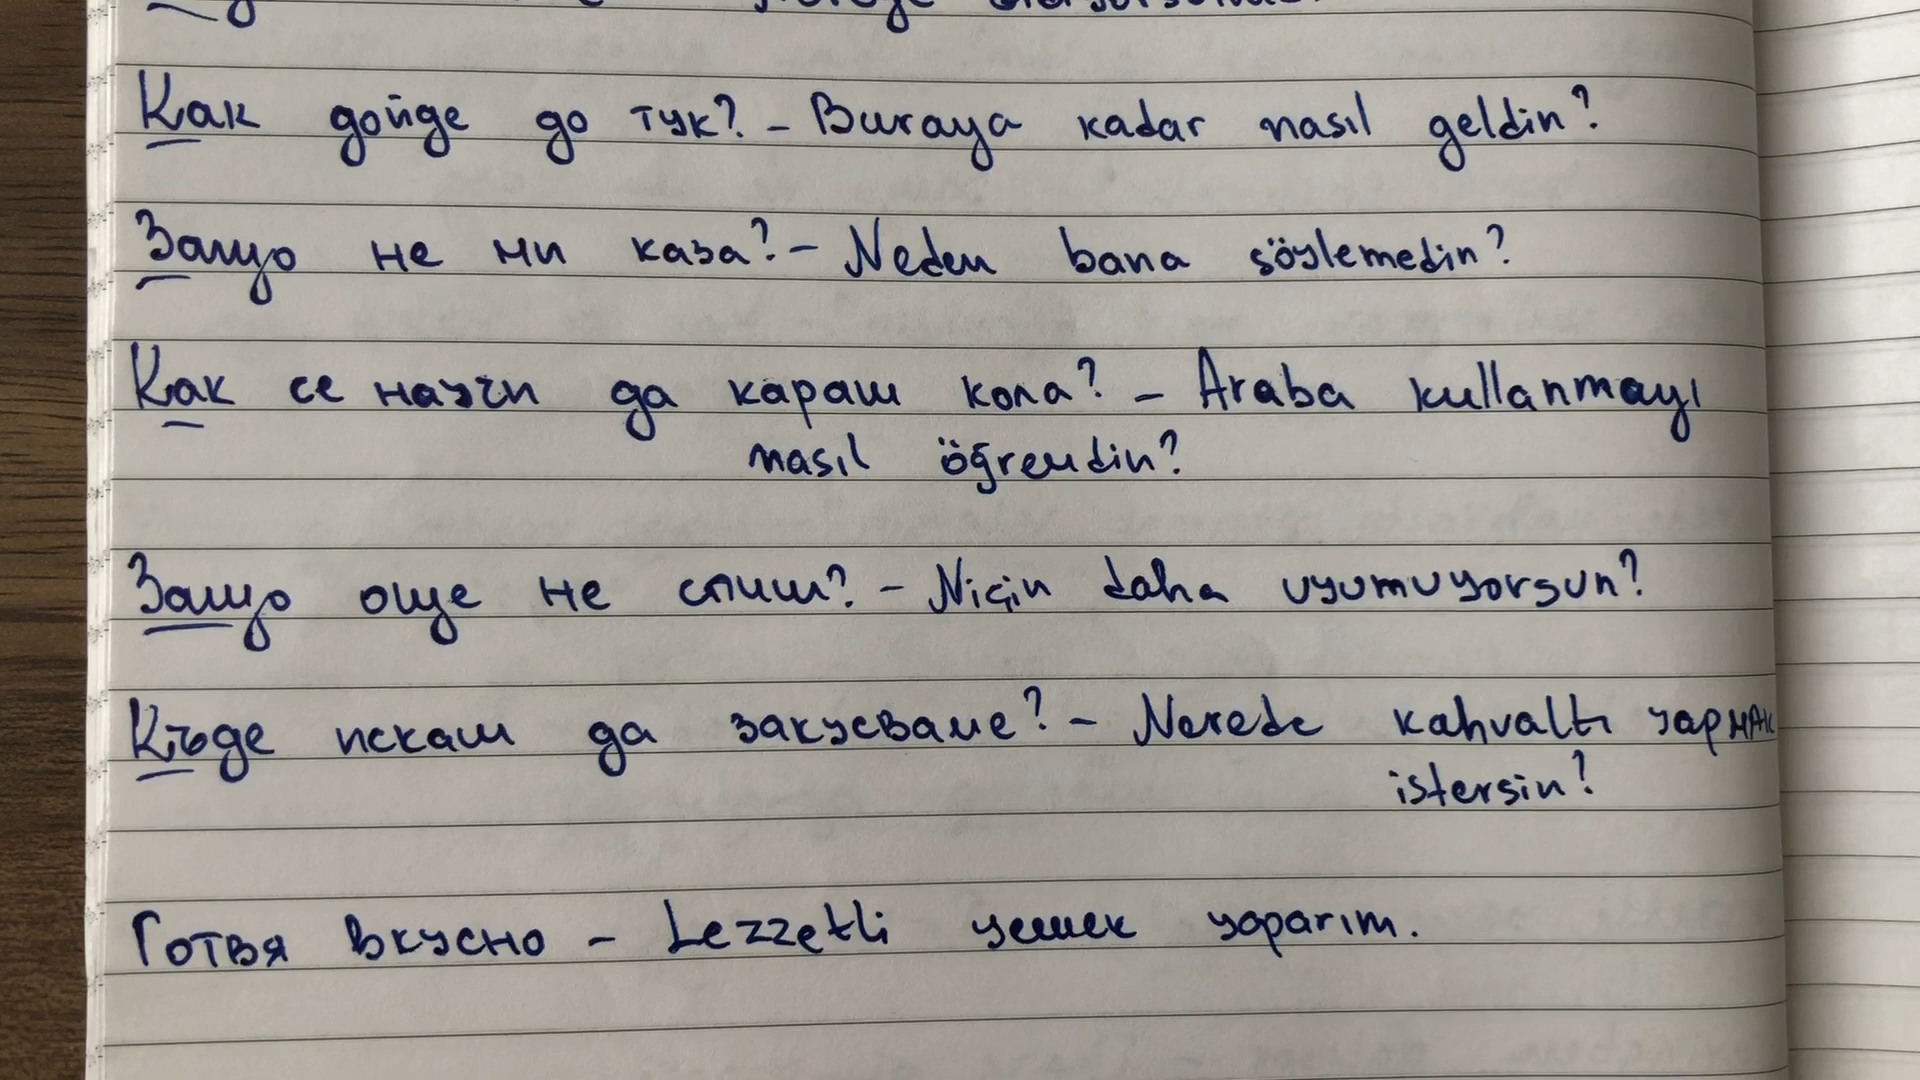 Как дойде до тук? - Buraya kadar nasıl geldin?
Защо не ми каза? - Neden bana söylemedin?
Как се научи да караш кола? - Araba kullanmayı
nasıl öğrendin?
Защо още не спиш? - Niçin daha uyumuyorsun?
Къде искаш да закусваме? - Nerede kahvaltı yapmak
istersin?
Готвя вкусно - Lezzetli yemek yaparım.